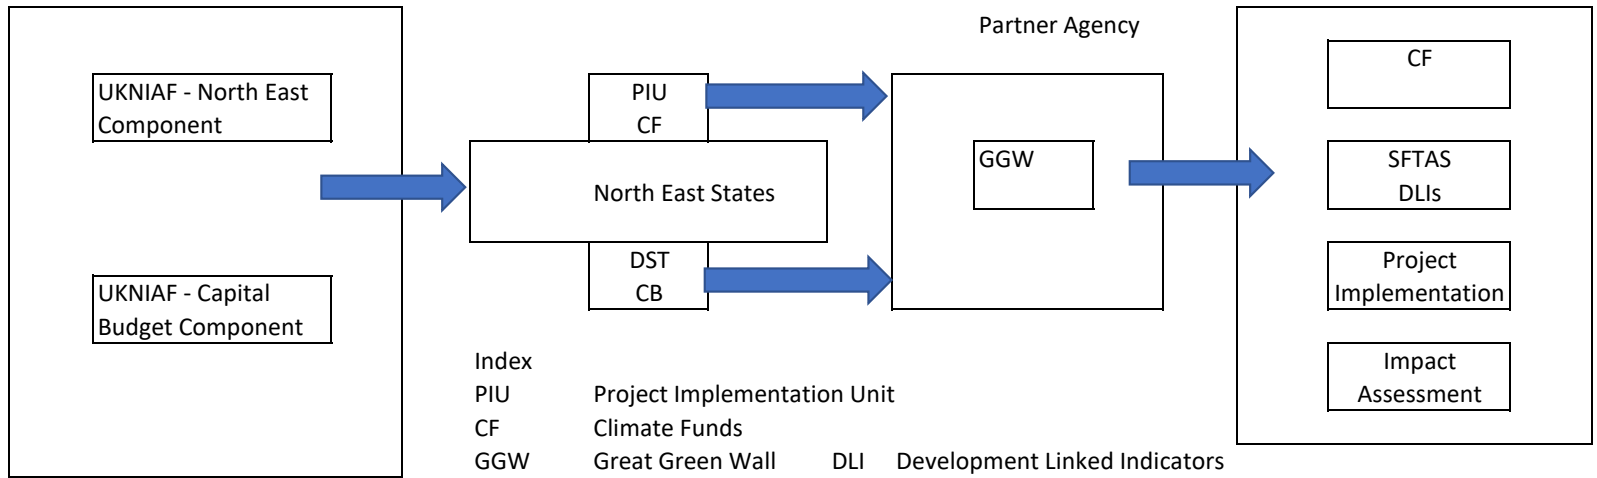 Partner Agency
UKNIAF - North East
Component
UKNIAF - Capital
Budget Component
PIU
CF
North East States
DST
CB
GGW
CF
SFTAS
DLIs
Project
Implementation
Impact
Assessment
Index
PIU Project Implementation Unit
CF Climate Funds
GGW Great Green Wall DLI Development Linked Indicators